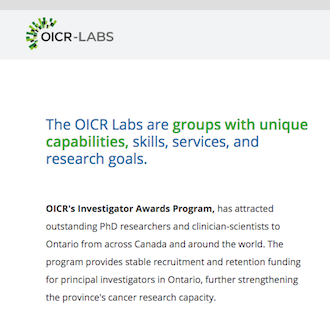 OICR-LABS
The OICR Labs are groups with unique
capabilities, skills, services, and
research goals.
OICR's Investigator Awards Program, has attracted
outstanding PhD researchers and clinician-scientists to
Ontario from across Canada and around the world. The
program provides stable recruitment and retention funding
for principal investigators in Ontario, further strengthening
the province's cancer research capacity.